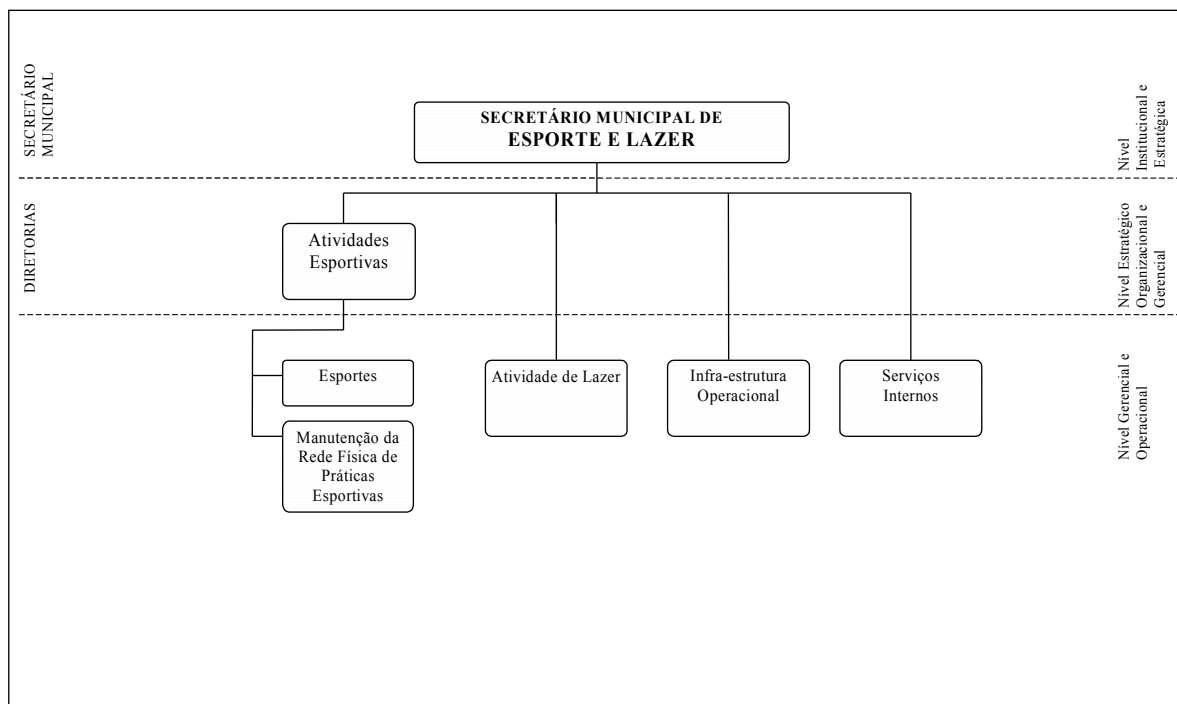 SECRETÁRIO
MUNICIPAL
SECRETÁRIO MUNICIPAL DE
ESPORTE E LAZER
Nível
Institucional e
Estratégica
DIRETORIAS
Atividades
Esportivas
Nível Estratégico
Organizacional e
Gerencial
Esportes
Manutenção da
Rede Física de
Práticas
Esportivas
Atividade de Lazer
Infra-estrutura
Operacional
Serviços
Internos
Nível Gerencial e
Operacional